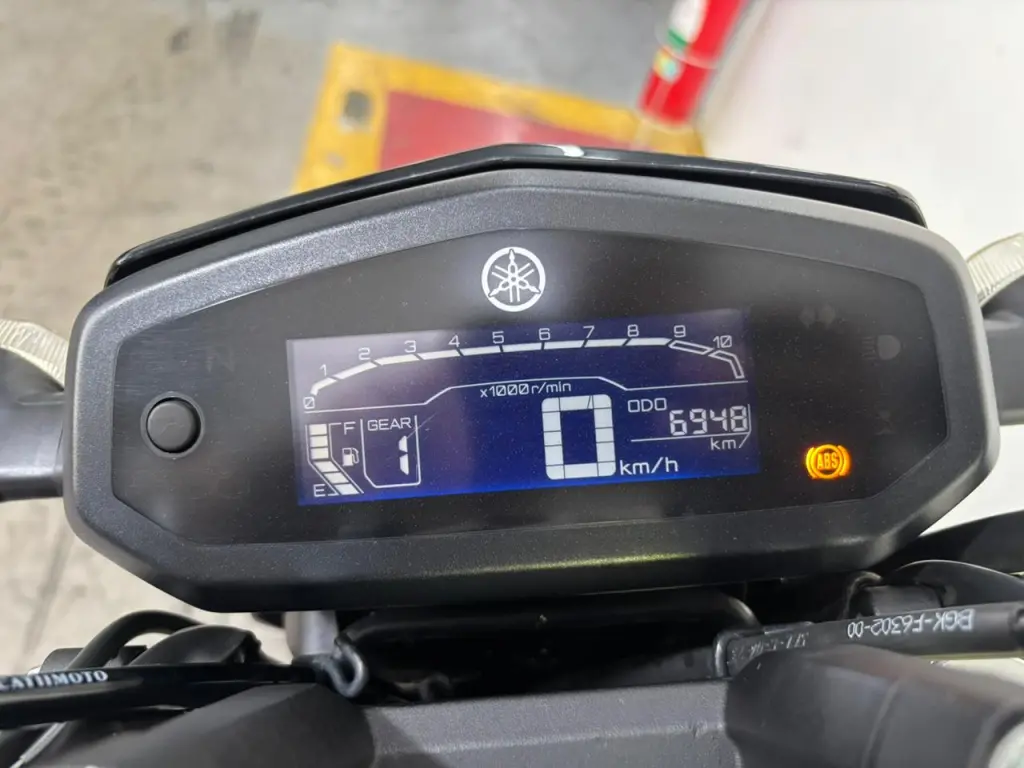 0 1 2 3 4 5 6 7 8 9 10
x1000r/min
F GEAR ODO
1 0 6948
E km/h km
ABS
BGK-F6302-00